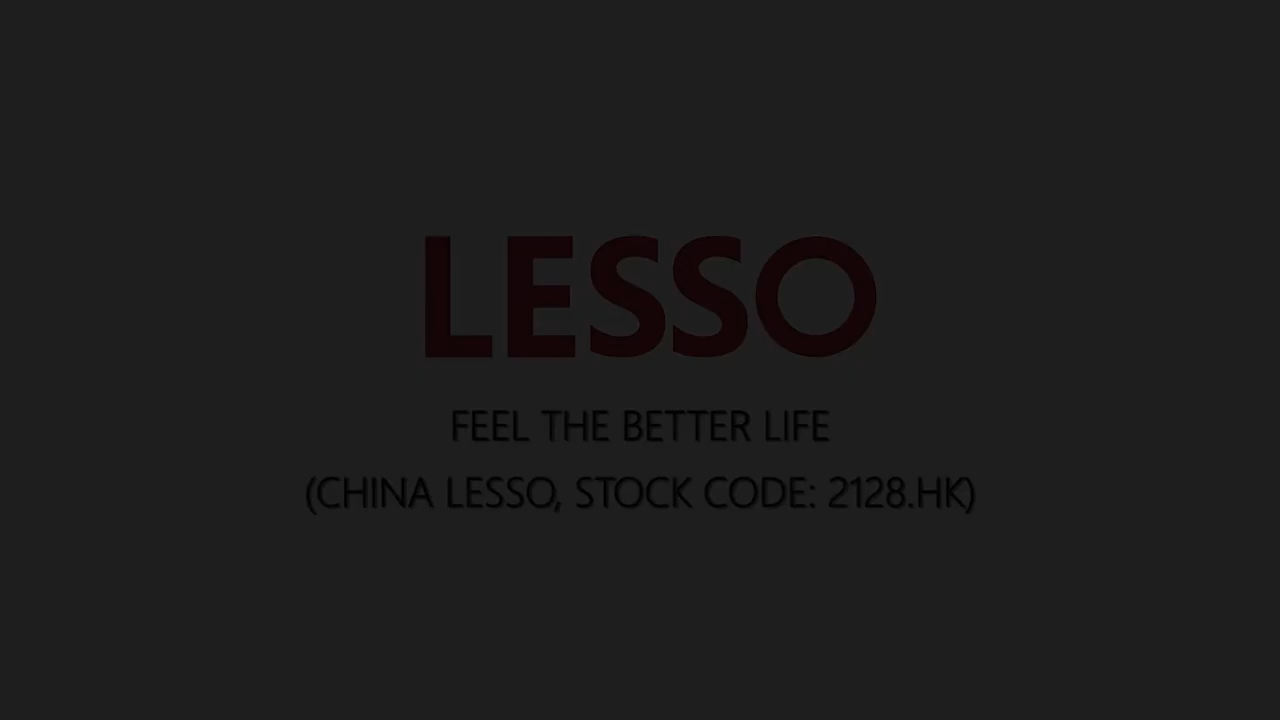 LESSO
FEEL THE BETTER LIFE
(CHINA LESSO, STOCK CODE: 2128.HK)